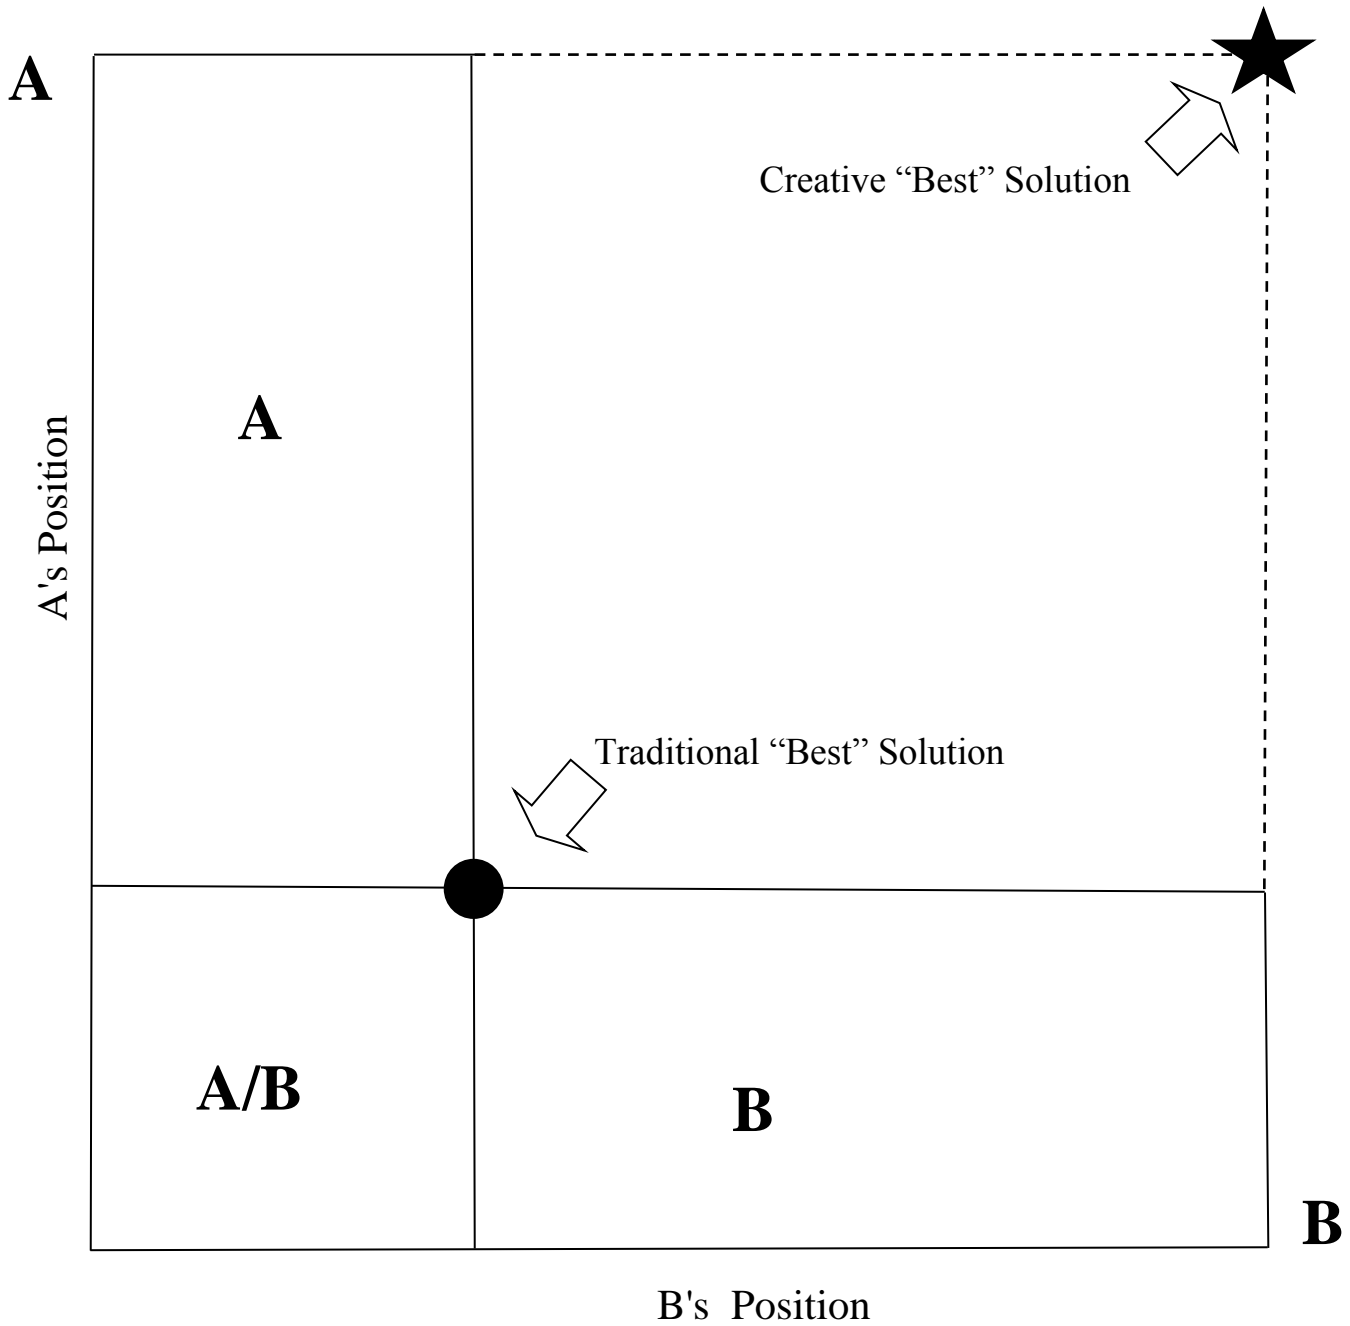 A
Creative “Best” Solution
A
A's Position
Traditional “Best” Solution
A/B
B
B
B's Position